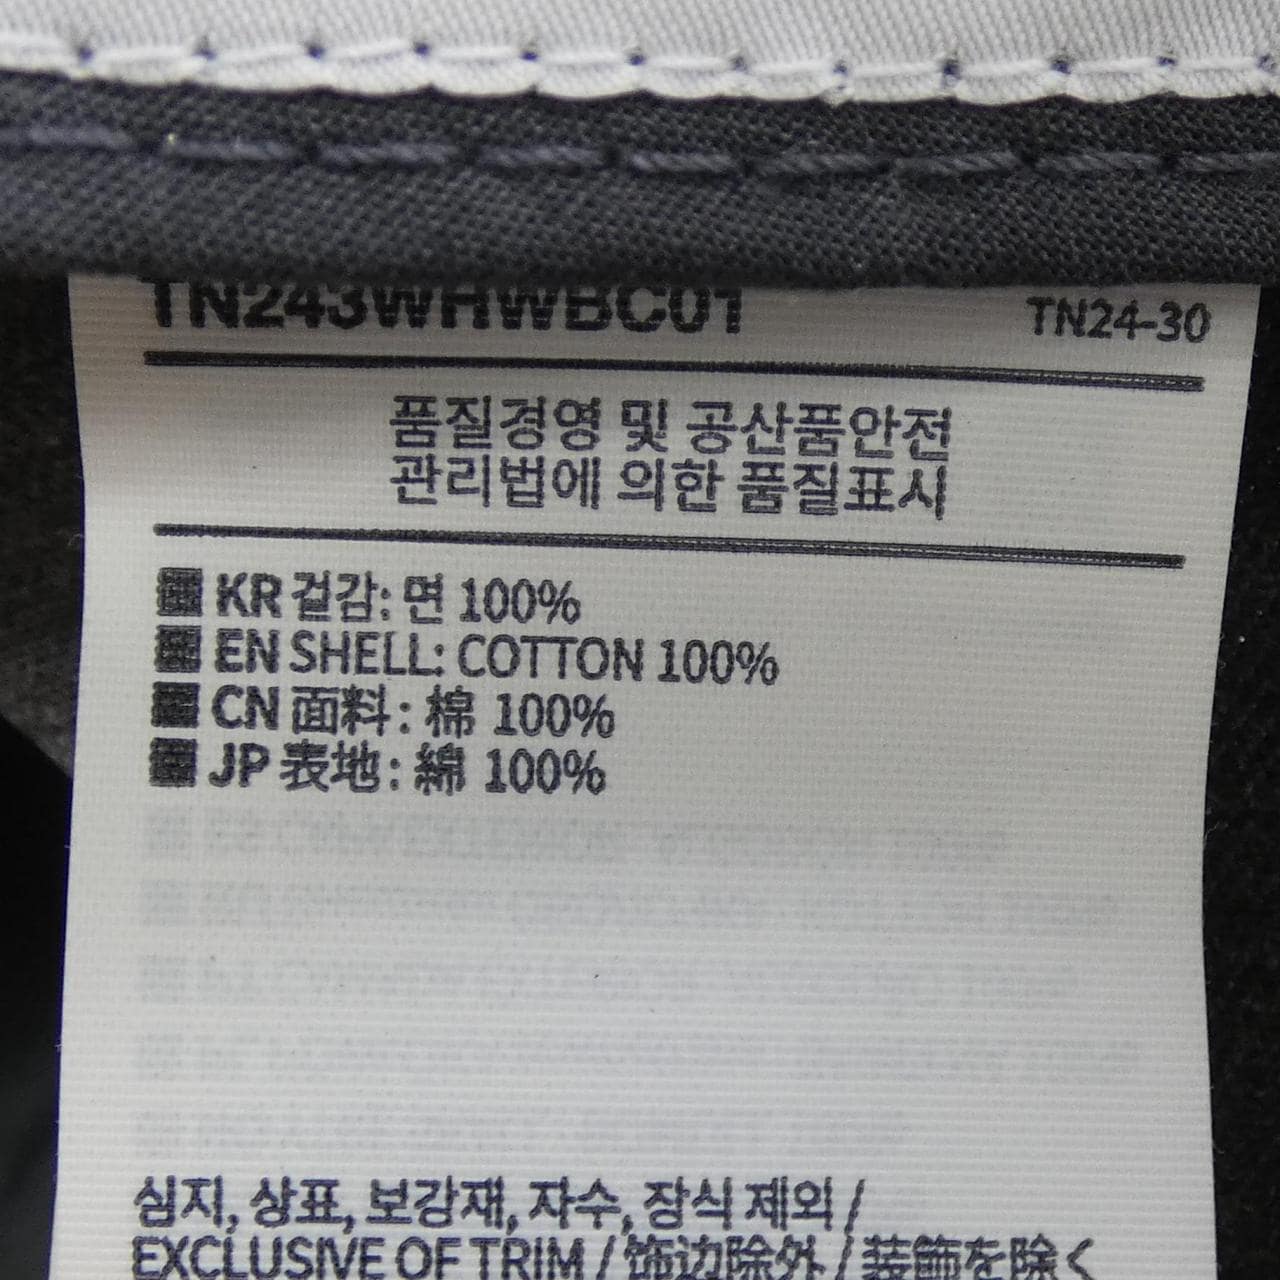 TN243WHWBC01 TN24-30
품질경영 및 공산품안전
관리법에 의한 품질표시
KR 겉감: 면 100%
EN SHELL: COTTON 100%
CN 面料: 棉 100%
JP 表地: 綿 100%
심지, 상표, 보강재, 자수, 장식 제외 /
EXCLUSIVE OF TRIM / 饰边除外 / 装飾を除く